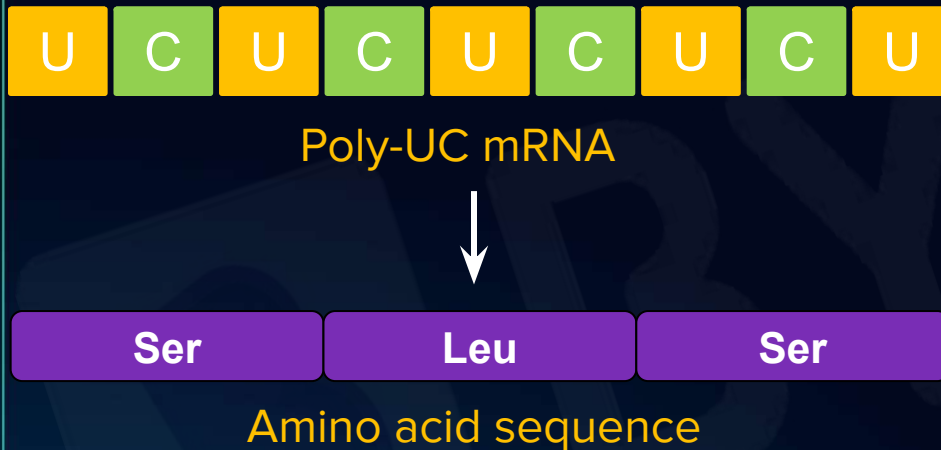 U C U C U C U C U
Poly-UC mRNA
Ser Leu Ser
Amino acid sequence